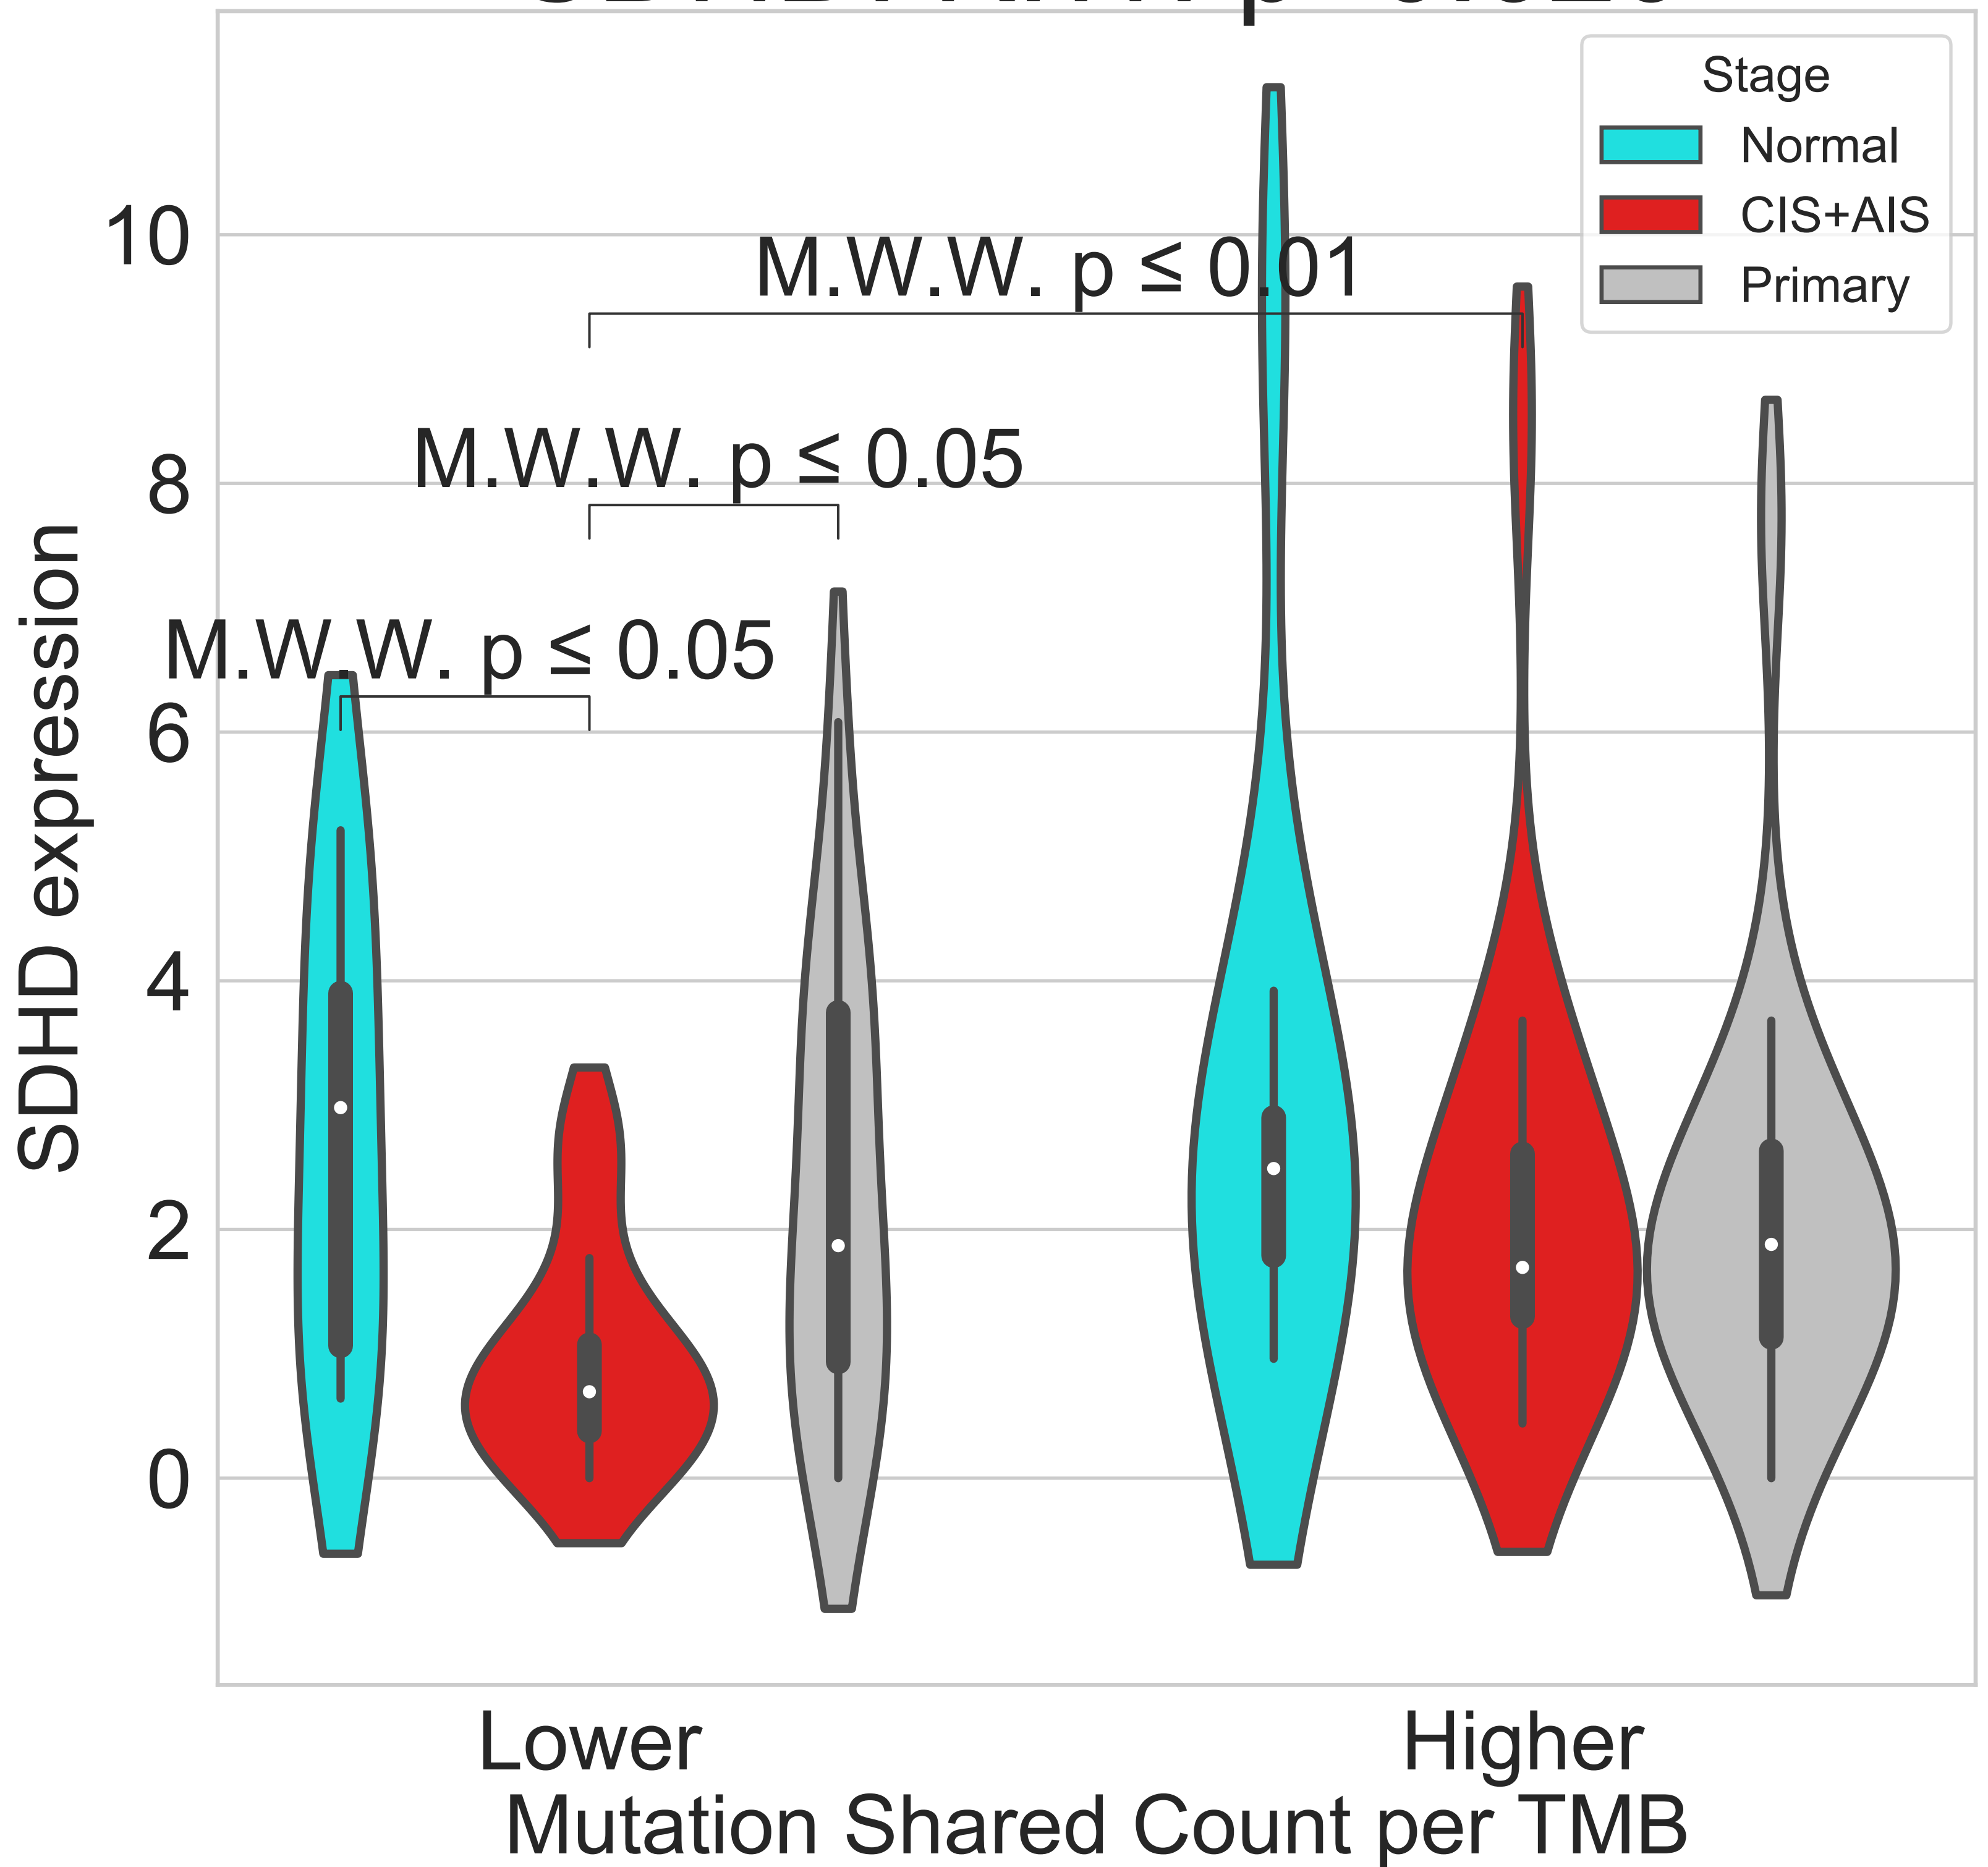 Stage
Normal
CIS+AIS
Primary
10
8
6
4
2
0
SDHD expression
M.W.W. p ≤ 0.01
M.W.W. p ≤ 0.05
M.W.W. p ≤ 0.05
Lower
Higher
Mutation Shared Count per TMB